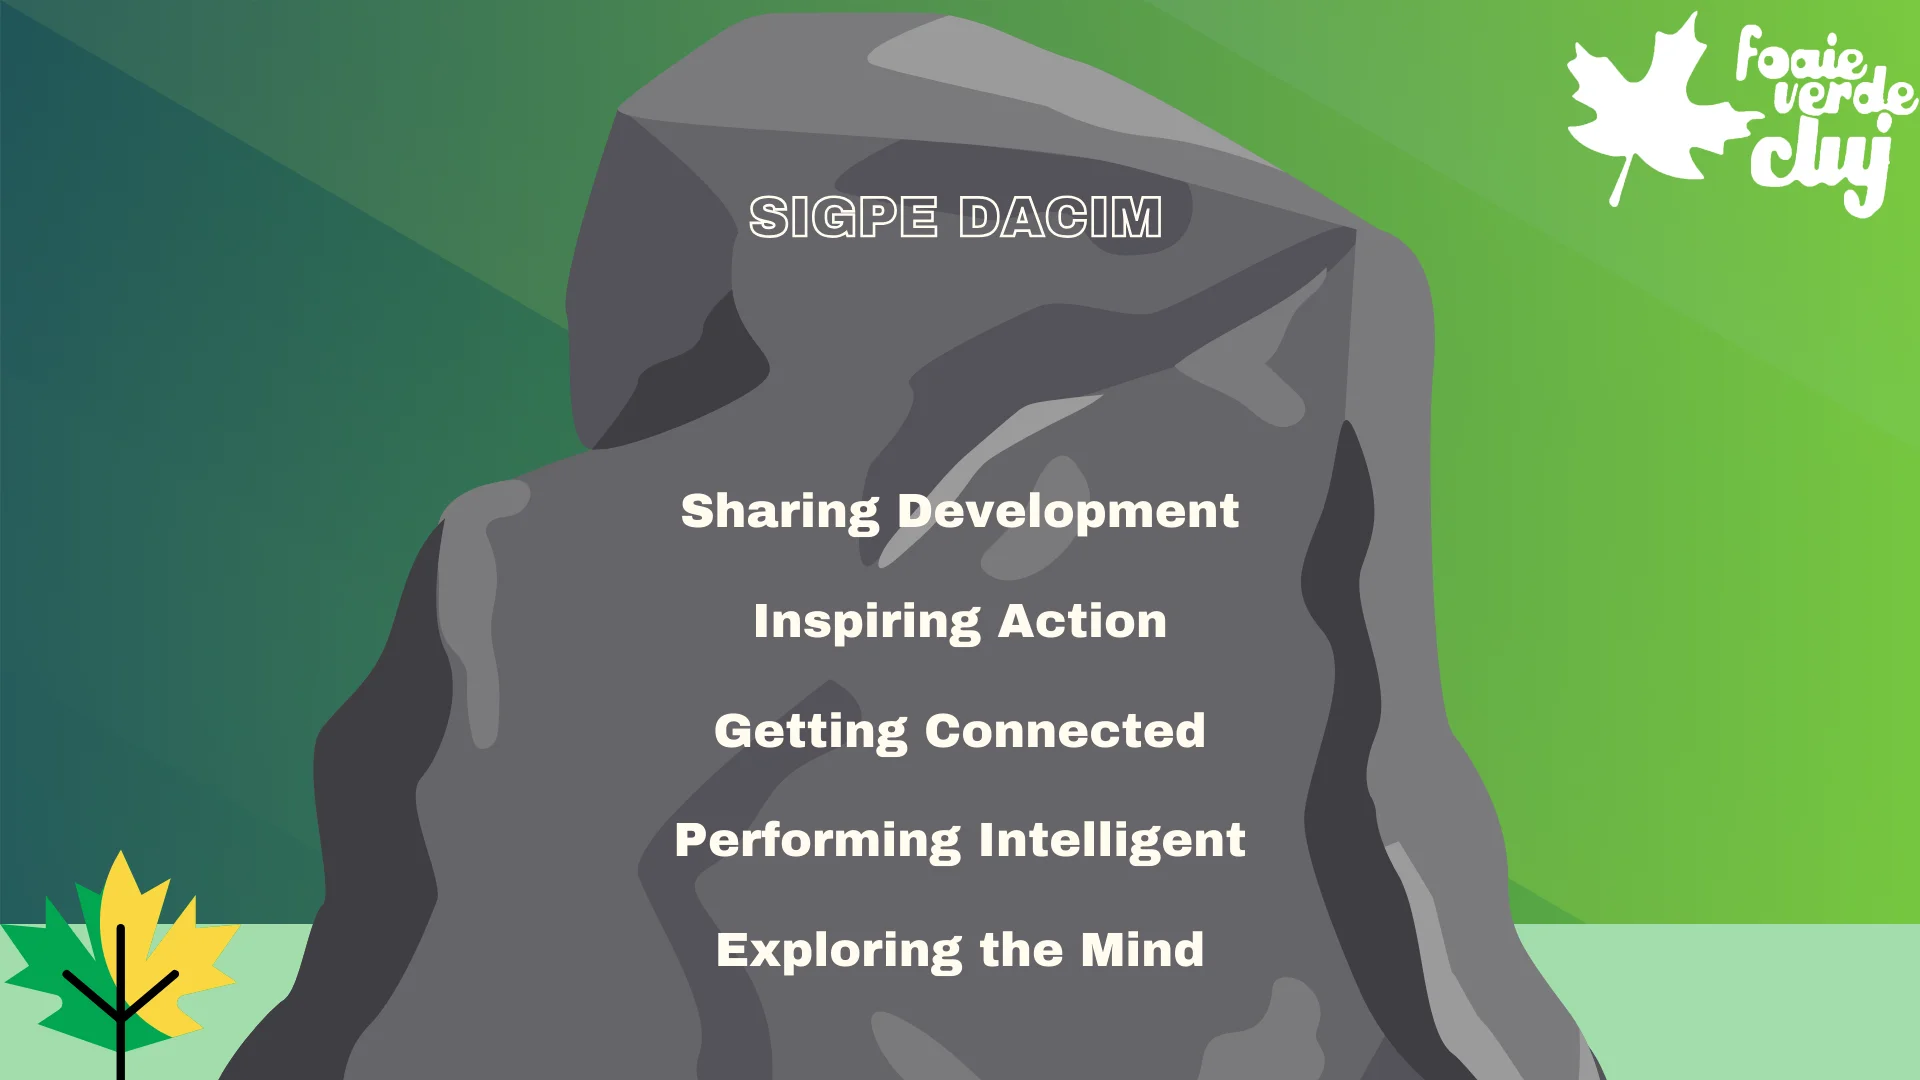 foaie
verde
cluj
SIGPE DACIM
Sharing Development
Inspiring Action
Getting Connected
Performing Intelligent
Exploring the Mind